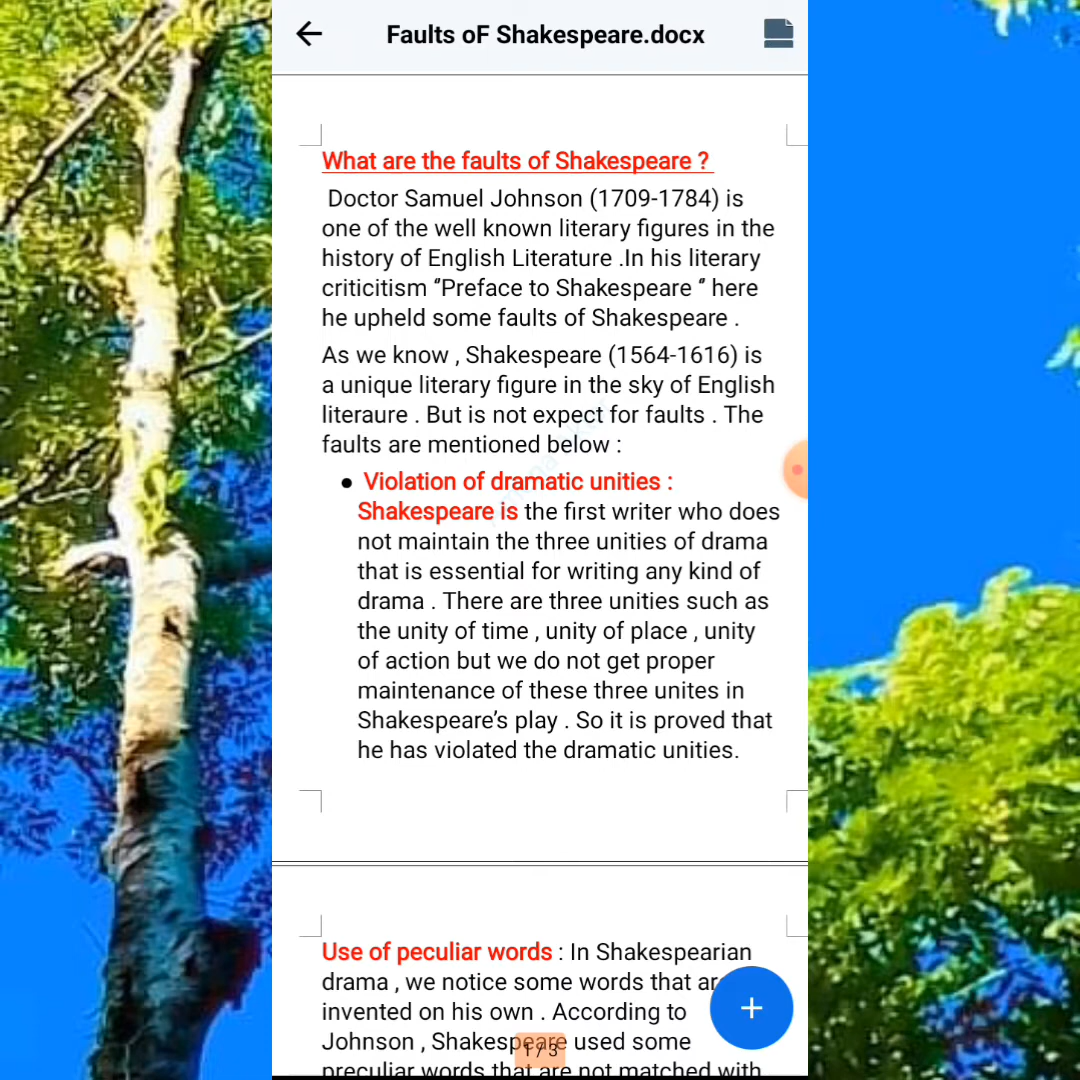 Faults oF Shakespeare.docx
What are the faults of Shakespeare ?
Doctor Samuel Johnson (1709-1784) is
one of the well known literary figures in the
history of English Literature .In his literary
criticitism “Preface to Shakespeare “ here
he upheld some faults of Shakespeare .
As we know , Shakespeare (1564-1616) is
a unique literary figure in the sky of English
literaure . But is not expect for faults . The
faults are mentioned below :
● Violation of dramatic unities :
Shakespeare is the first writer who does
not maintain the three unities of drama
that is essential for writing any kind of
drama . There are three unities such as
the unity of time , unity of place , unity
of action but we do not get proper
maintenance of these three unites in
Shakespeare’s play . So it is proved that
he has violated the dramatic unities.
Use of peculiar words : In Shakespearian
drama , we notice some words that
invented on his own . According to
Johnson , Shakespeare used some
1 / 3
preculiar words that are not matched with